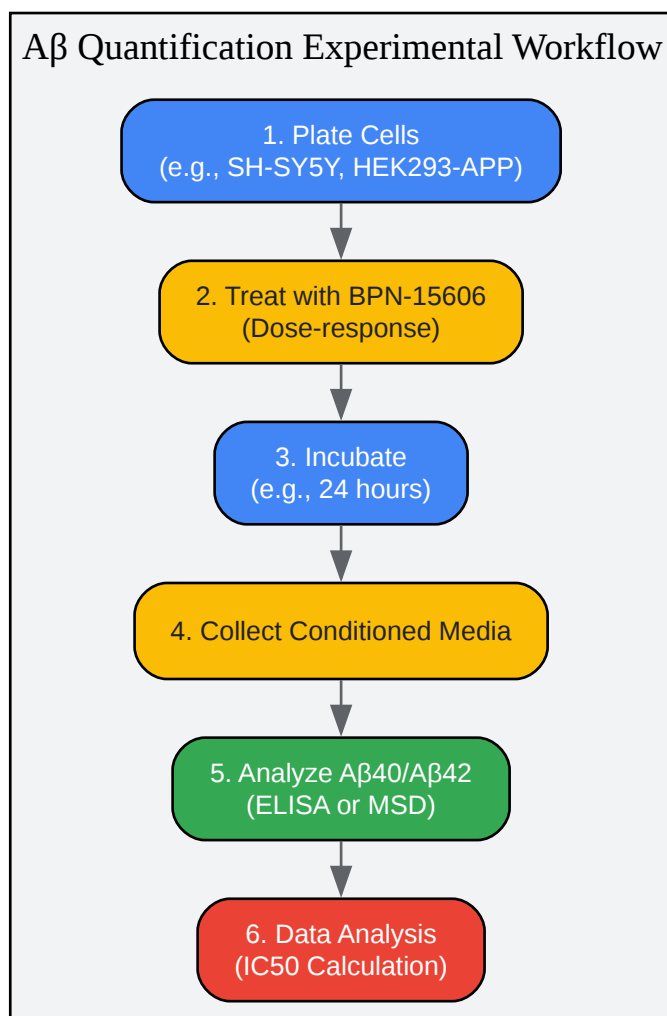 Aβ Quantification Experimental Workflow
1. Plate Cells
(e.g., SH-SY5Y, HEK293-APP)
2. Treat with BPN-15606
(Dose-response)
3. Incubate
(e.g., 24 hours)
4. Collect Conditioned Media
5. Analyze Aβ40/Aβ42
(ELISA or MSD)
6. Data Analysis
(IC50 Calculation)